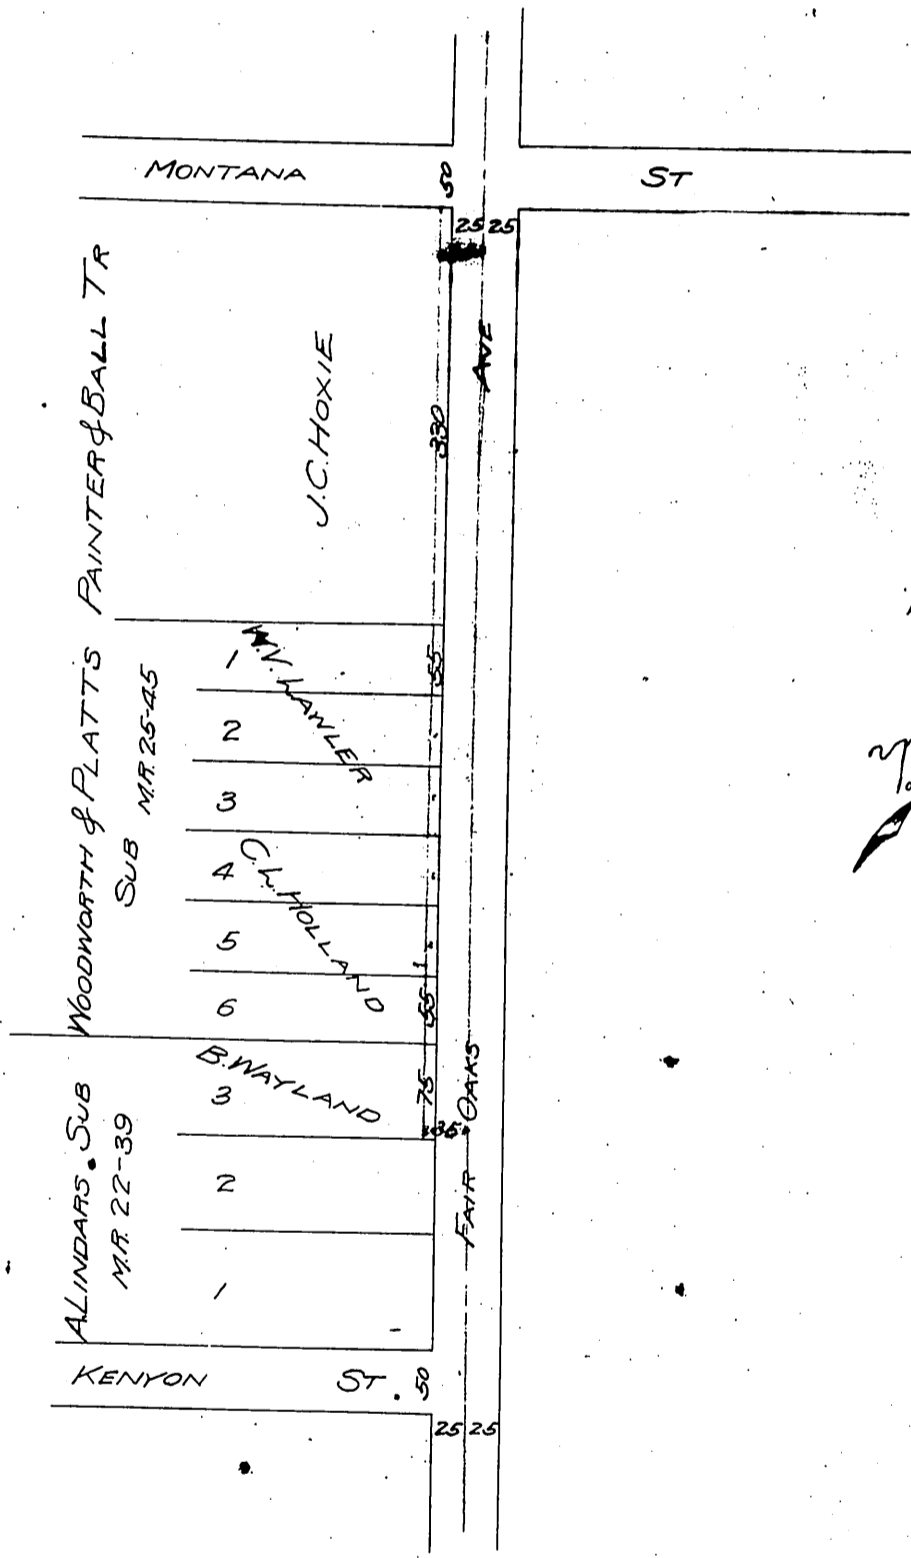 MONTANA ST
50
25 25
PAINTER & BALL TR
J.C. HOXIE
330
AVE
WOODWORTH & PLATTS
SUB M.R. 25-45
1
55
2
3
4
C.W. HOLLAND
5
6
55
ALINDARS. SUB
M.R. 22-39
B. WAYLAND
3
75
35
FAIR OAKS
2
1
KENYON ST.
50
25 25